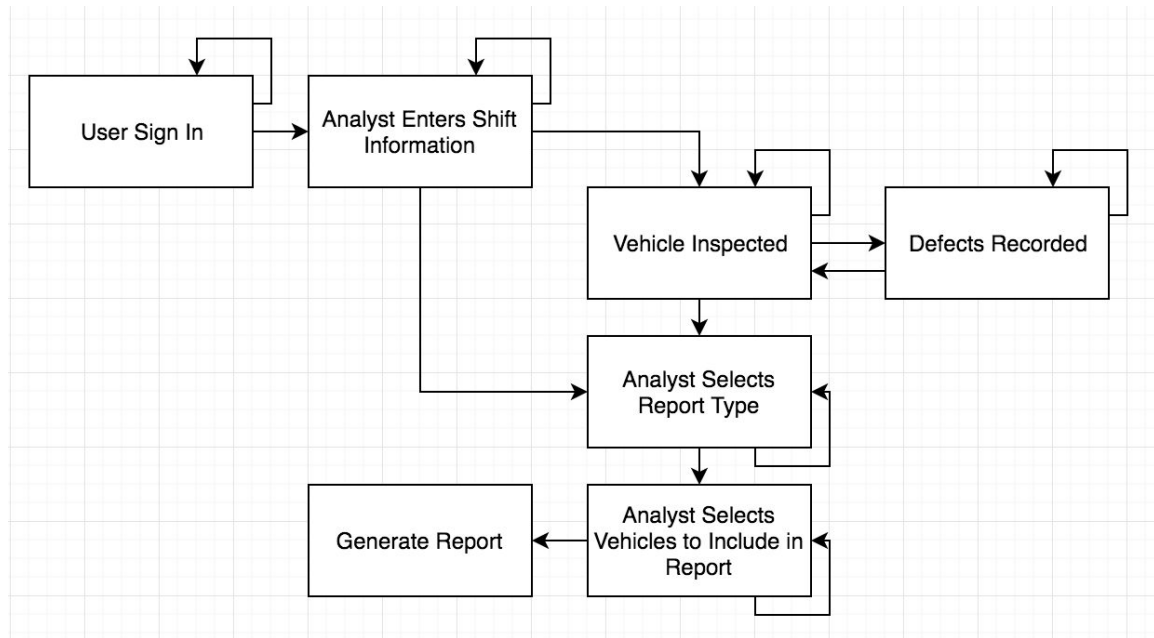 User Sign In
Analyst Enters Shift
Information
Vehicle Inspected
Defects Recorded
Analyst Selects
Report Type
Generate Report
Analyst Selects
Vehicles to Include in
Report